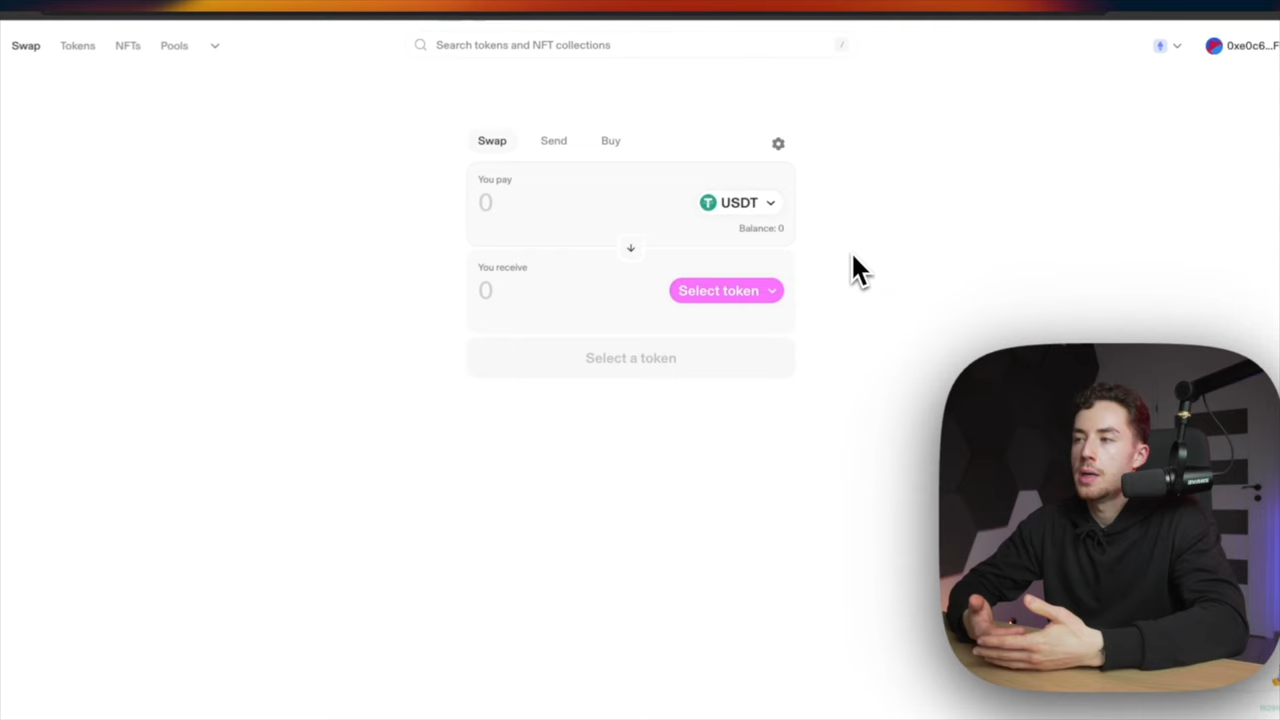 Swap Tokens NFTs Pools
Search tokens and NFT collections /
0xe0c6...F
Swap Send Buy
You pay
0
USDT
Balance: 0
You receive
0
Select token
Select a token